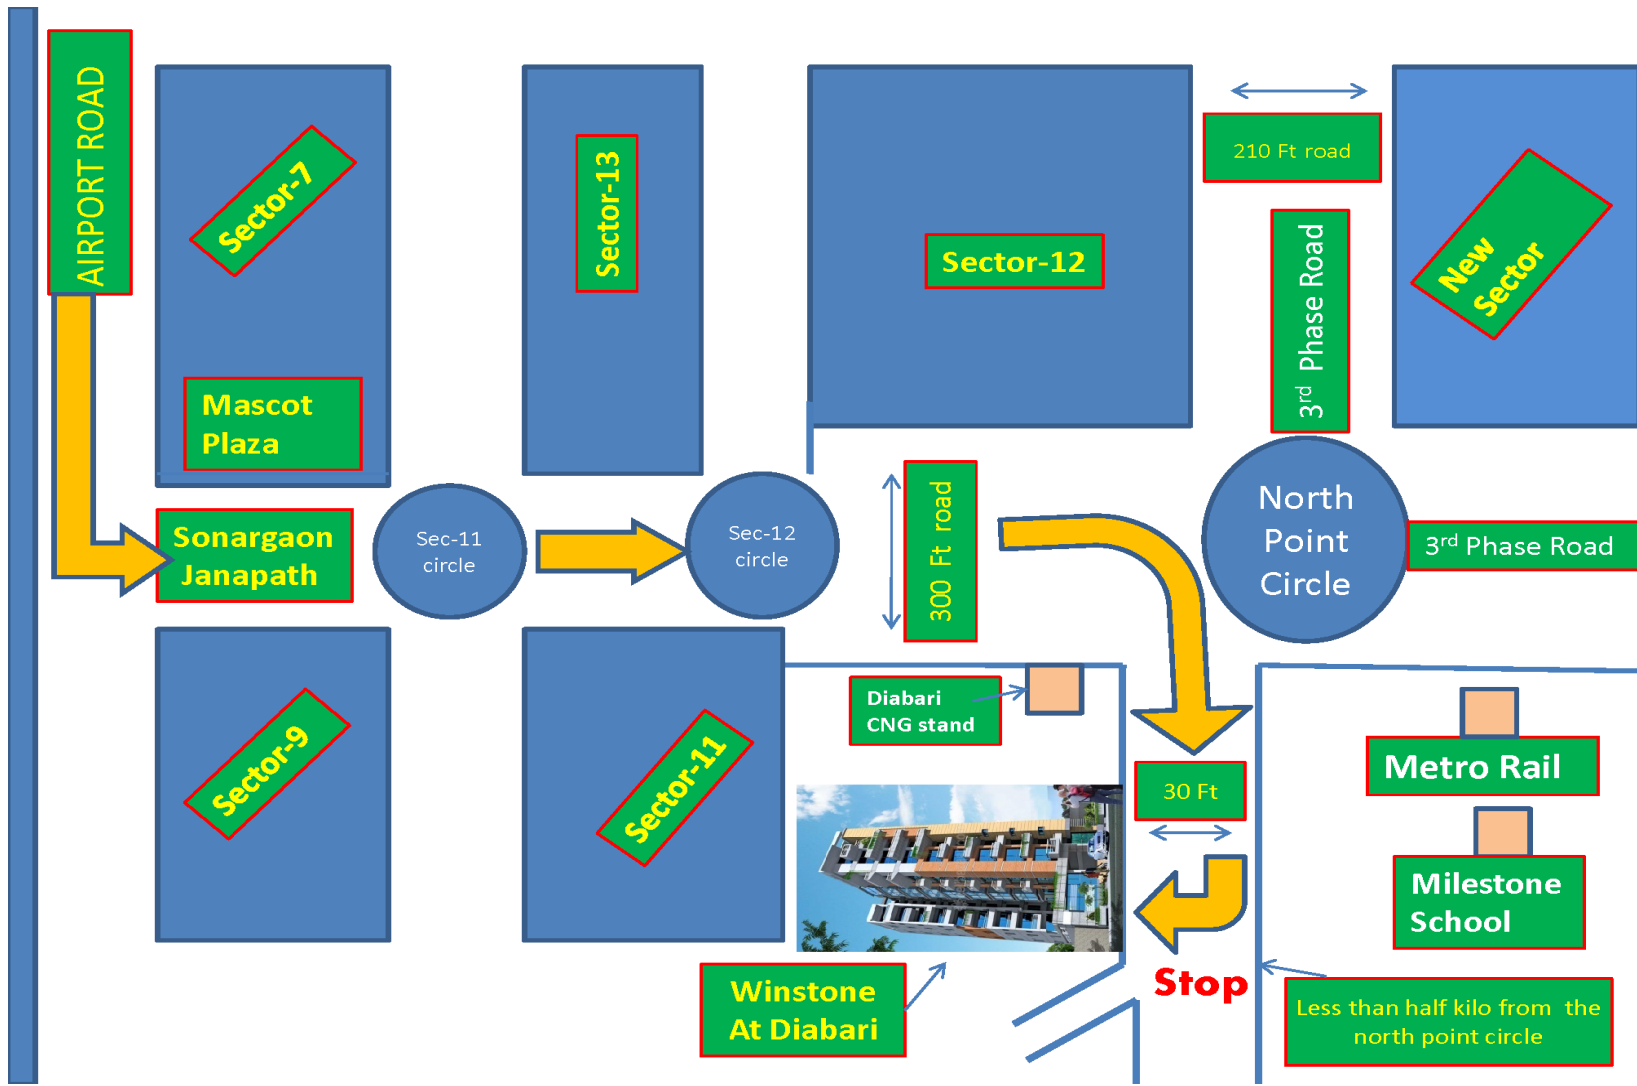 AIRPORT ROAD
Sector-7
Sector-13
Sector-12
210 Ft road
3rd Phase Road
New
Sector
Mascot
Plaza
Sonargaon
Janapath
Sec-11
circle
Sec-12
circle
300 Ft road
North
Point
Circle
3rd Phase Road
Sector-9
Sector-11
Diabari
CNG stand
30 Ft
Metro Rail
Milestone
School
Winstone
At Diabari
Stop
Less than half kilo from the
north point circle